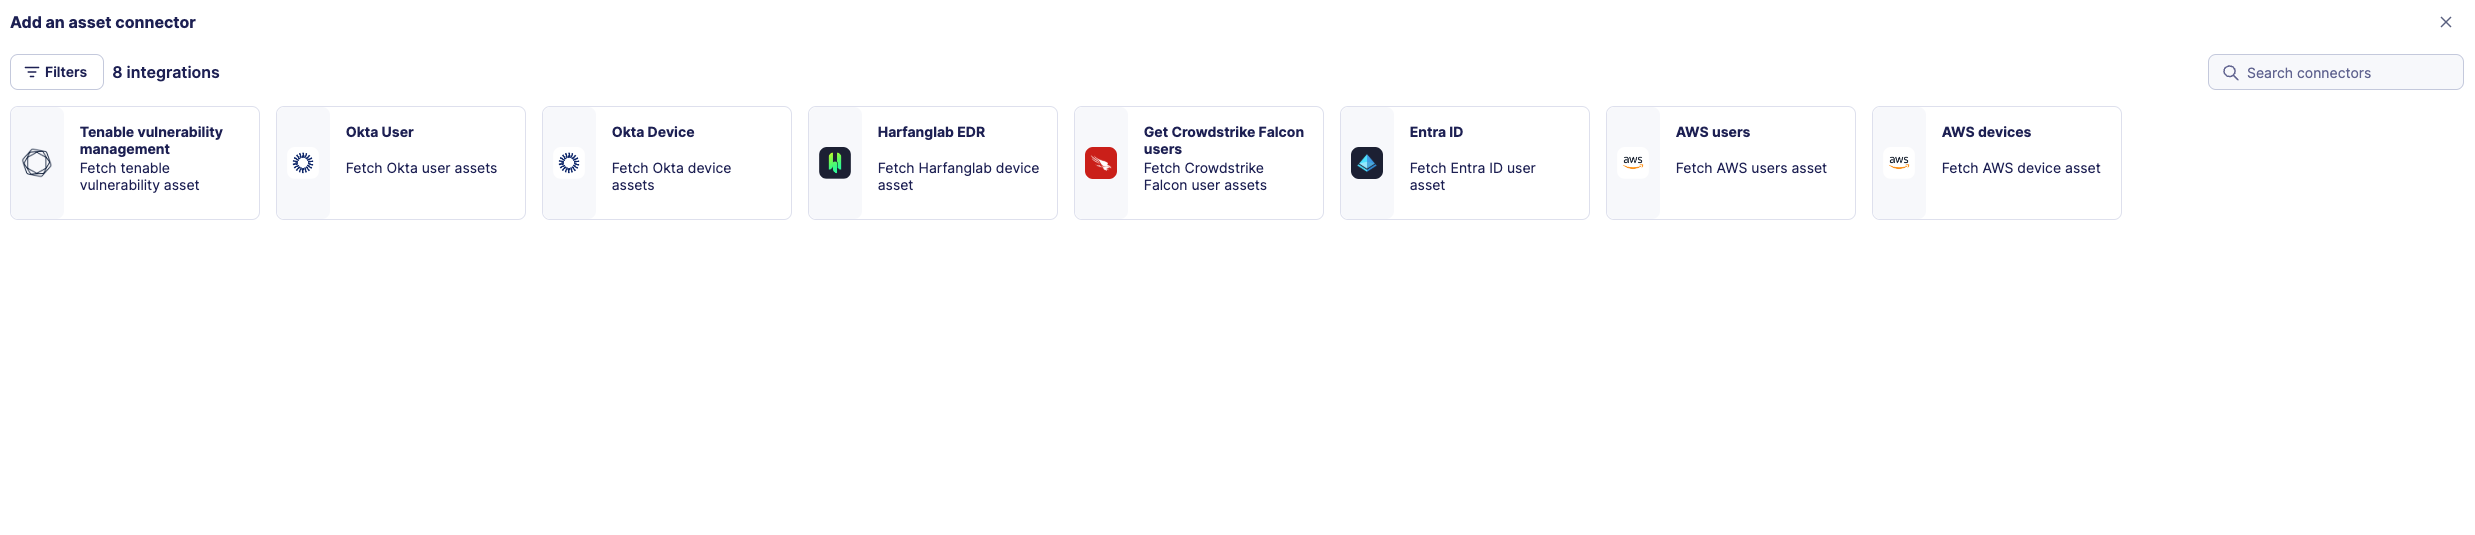 Add an asset connector
Filters
8 integrations
Search connectors
Tenable vulnerability
management
Fetch tenable
vulnerability asset
Okta User
Fetch Okta user assets
Okta Device
Fetch Okta device
assets
Harfanglab EDR
Fetch Harfanglab device
asset
Get Crowdstrike Falcon
users
Fetch Crowdstrike
Falcon user assets
Entra ID
Fetch Entra ID user
asset
aws
AWS users
Fetch AWS users asset
aws
AWS devices
Fetch AWS device asset